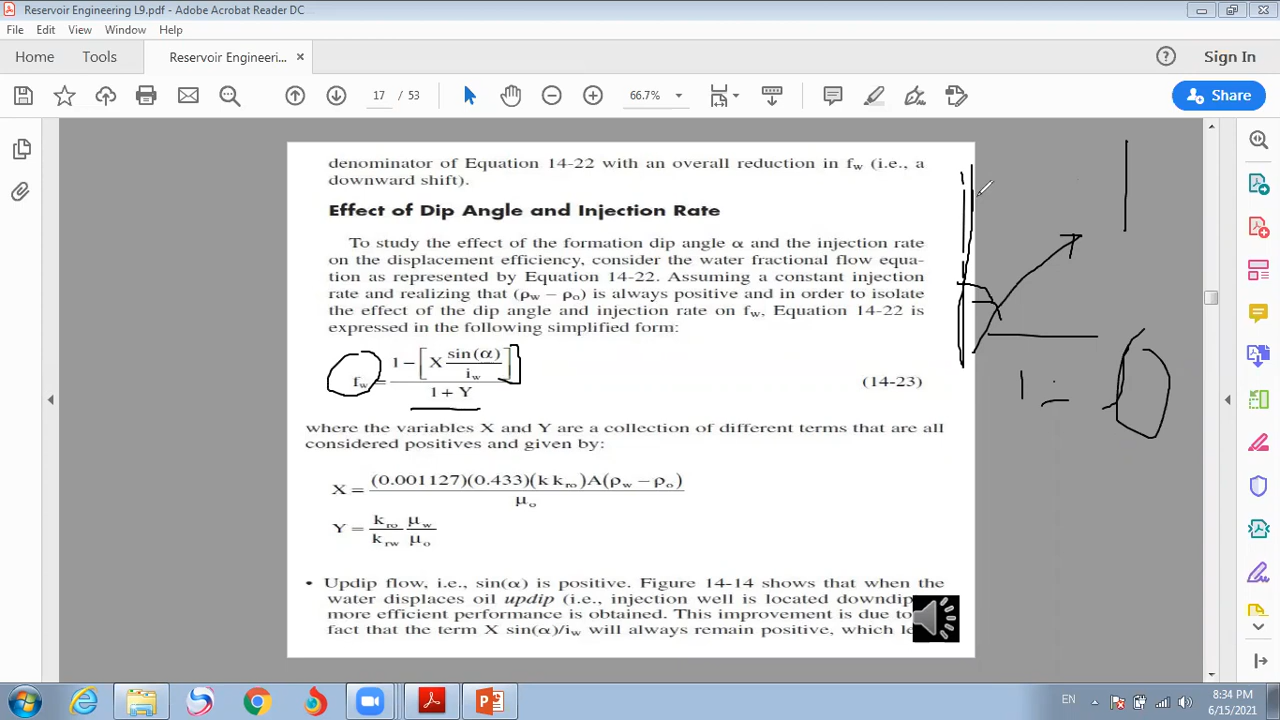 Reservoir Engineering L9.pdf - Adobe Acrobat Reader DC
File Edit View Window Help
Home Tools Reservoir Engineeri... ×
Sign In
17 / 53
66.7%
Share
denominator of Equation 14-22 with an overall reduction in fw (i.e., a
downward shift).
Effect of Dip Angle and Injection Rate
To study the effect of the formation dip angle α and the injection rate
on the displacement efficiency, consider the water fractional flow equa-
tion as represented by Equation 14-22. Assuming a constant injection
rate and realizing that (ρw − ρo) is always positive and in order to isolate
the effect of the dip angle and injection rate on fw, Equation 14-22 is
expressed in the following simplified form:
fw = (1 − [X sin(α) / iw]) / (1 + Y) (14-23)
where the variables X and Y are a collection of different terms that are all
considered positives and given by:
X = (0.001127)(0.433)(k kro)A(ρw − ρo) / μo
Y = kro/krw μw/μo
• Updip flow, i.e., sin(α) is positive. Figure 14-14 shows that when the
water displaces oil updip (i.e., injection well is located downdip
more efficient performance is obtained. This improvement is due to
fact that the term X sin(α)/iw will always remain positive, which
EN
8:34 PM
6/15/2021